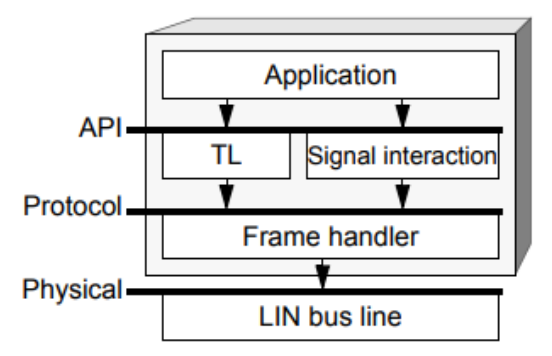 Application
API
TL
Signal interaction
Protocol
Frame handler
Physical
LIN bus line